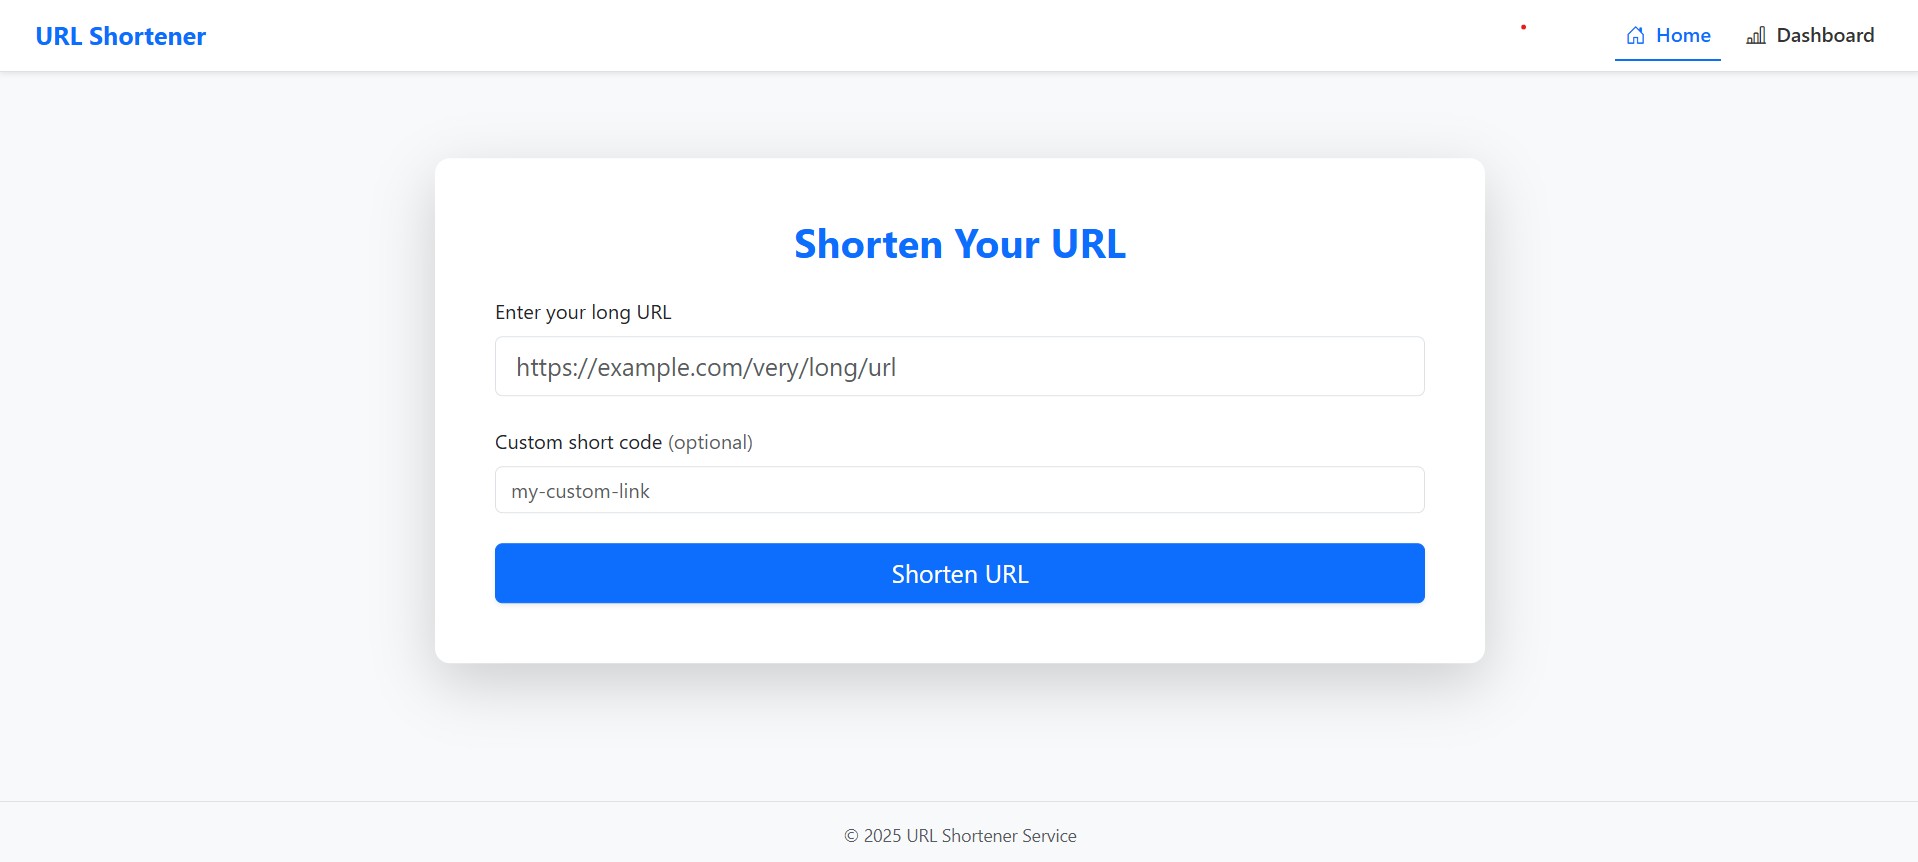 URL Shortener
Home
Dashboard
Shorten Your URL
Enter your long URL
https://example.com/very/long/url
Custom short code (optional)
my-custom-link
Shorten URL
© 2025 URL Shortener Service